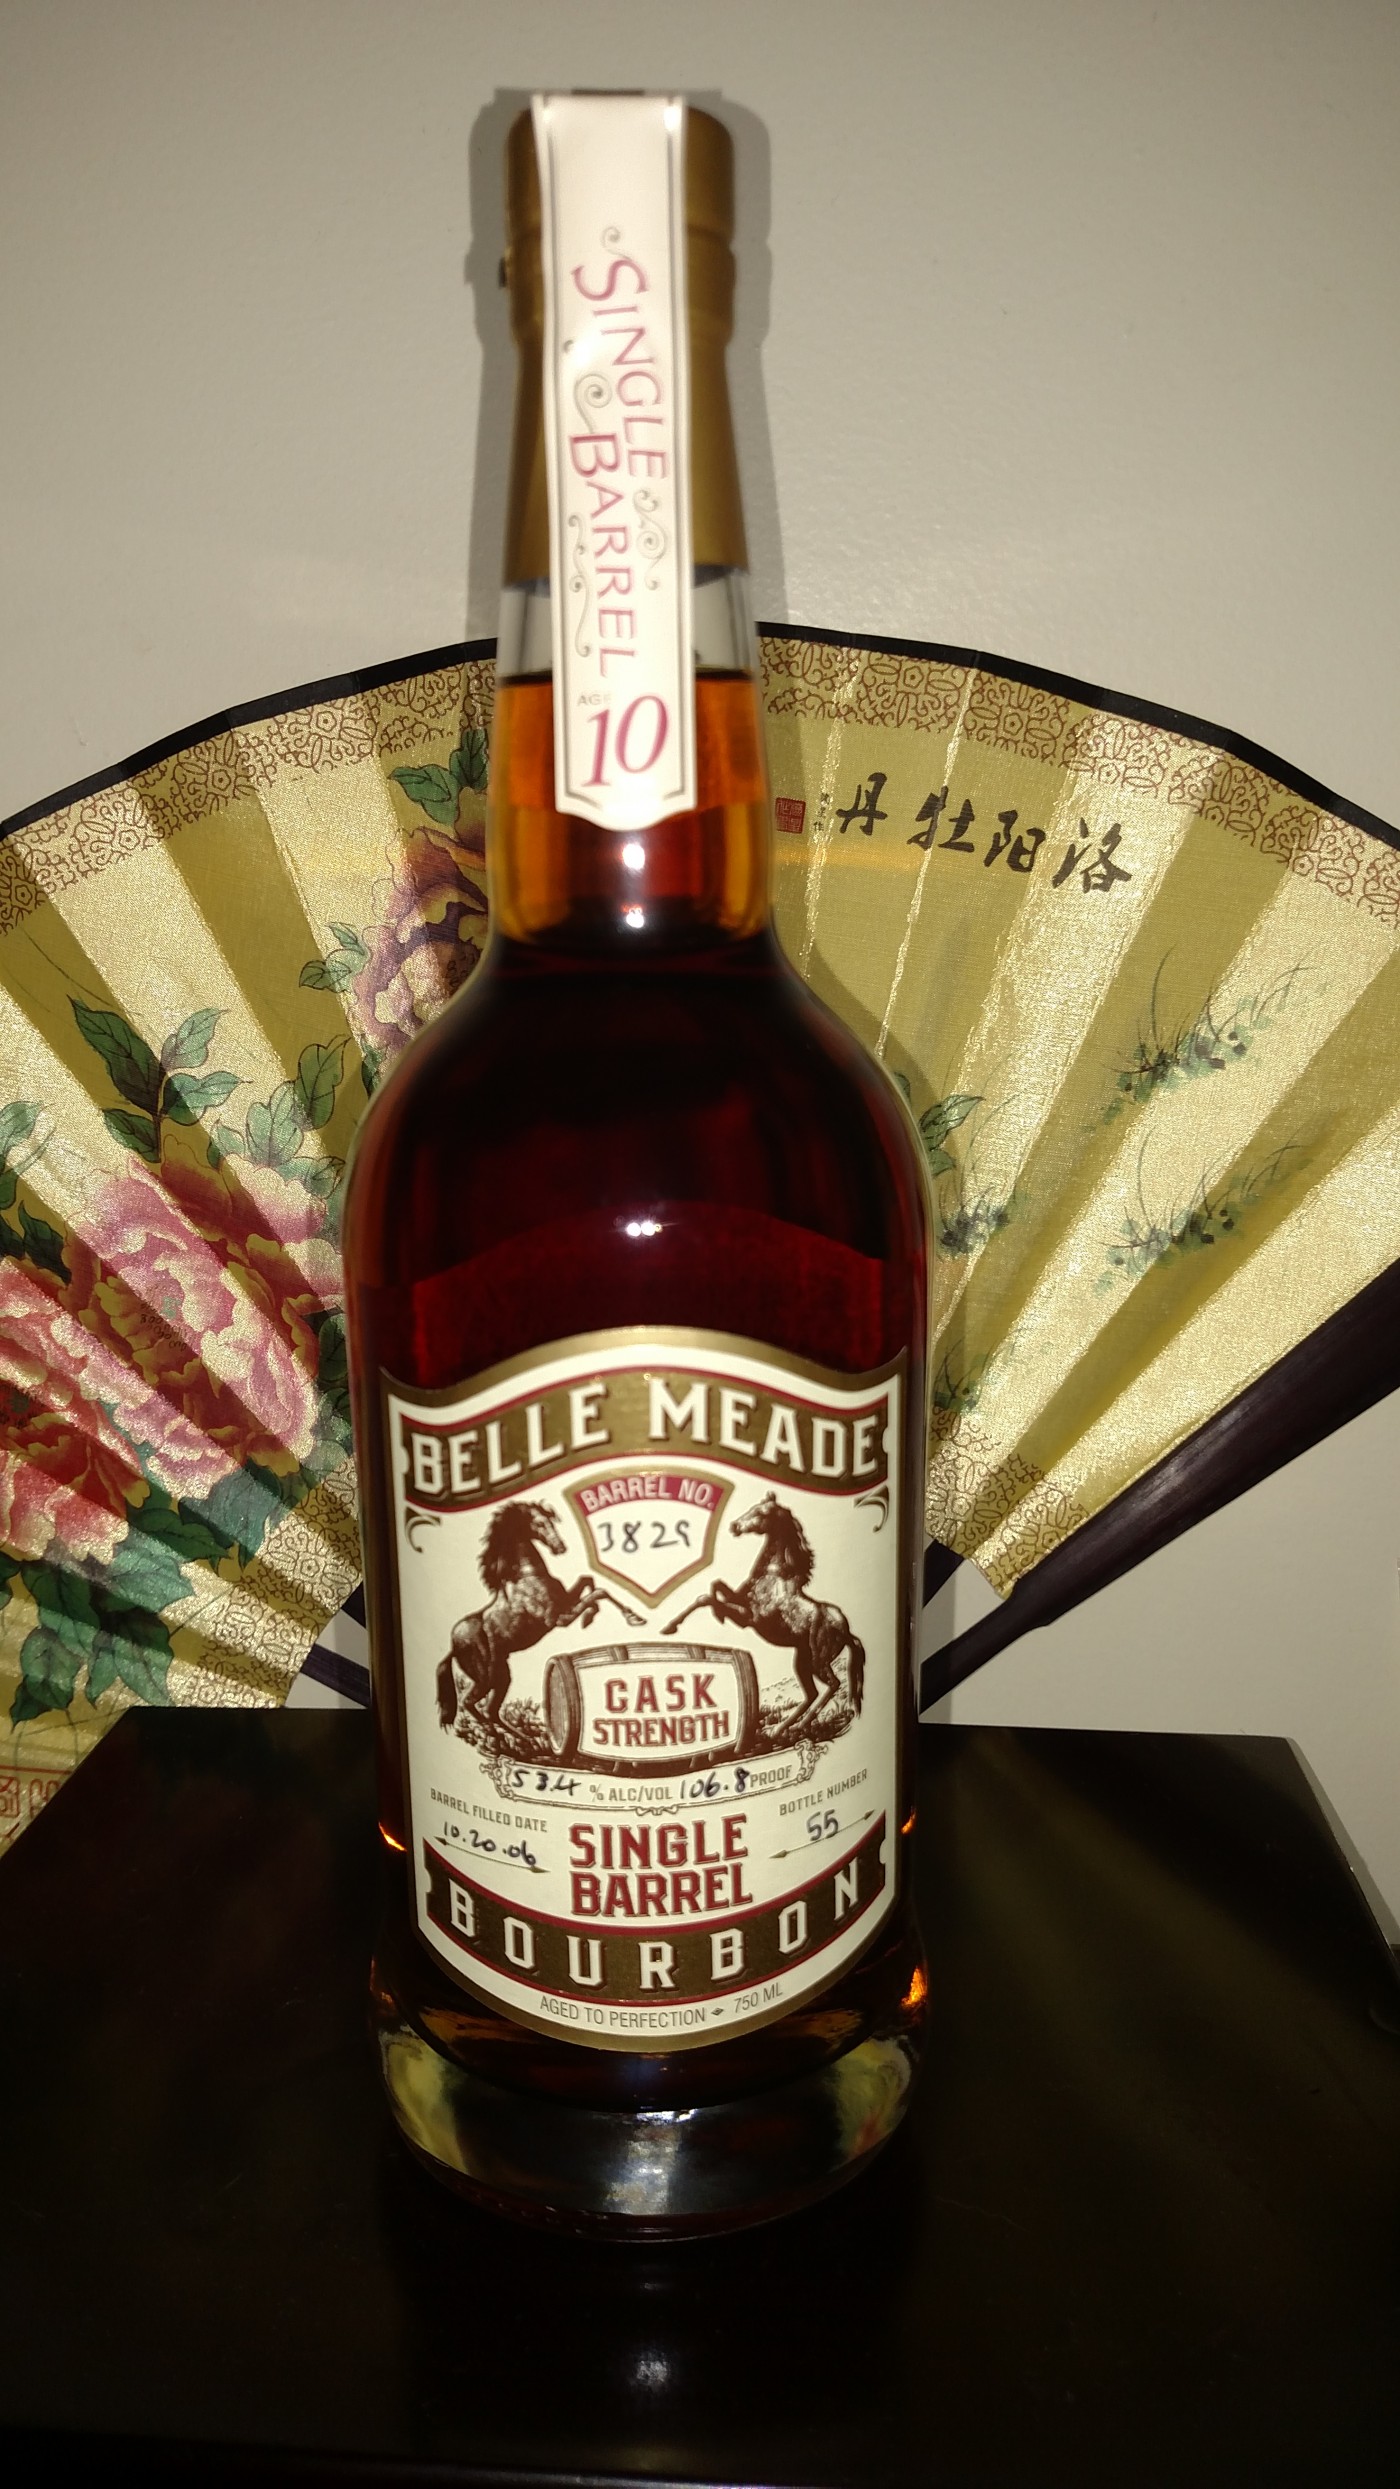 SINGLE
BARREL
AGE
10
洛阳牡丹
BELLE MEADE
BARREL NO.
3829
CASK
STRENGTH
53.4 % ALC/VOL 106.8 PROOF
BARREL FILLED DATE
10.20.06
BOTTLE NUMBER
55
SINGLE
BARREL
BOURBON
AGED TO PERFECTION 750 ML